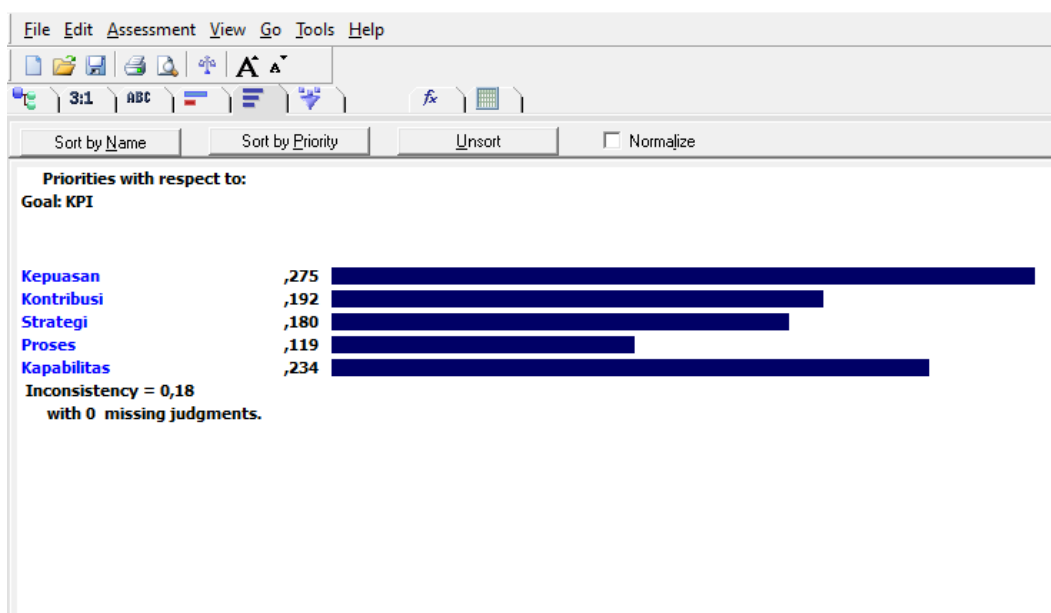 File Edit Assessment View Go Tools Help
A A
3:1 ABC fx
Sort by Name Sort by Priority Unsort Normalize
Priorities with respect to:
Goal: KPI
Kepuasan ,275
Kontribusi ,192
Strategi ,180
Proses ,119
Kapabilitas ,234
Inconsistency = 0,18
with 0 missing judgments.